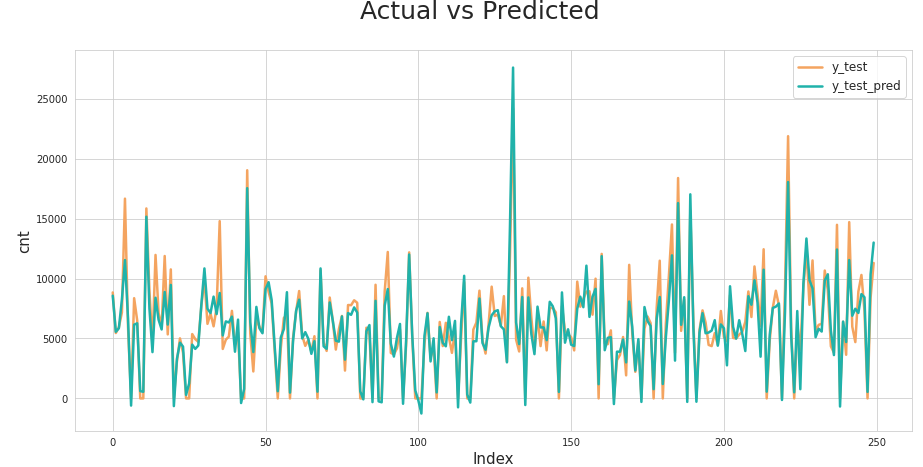 Actual vs Predicted
y_test
y_test_pred
25000
20000
15000
10000
5000
0
cnt
0 50 100 150 200 250
Index